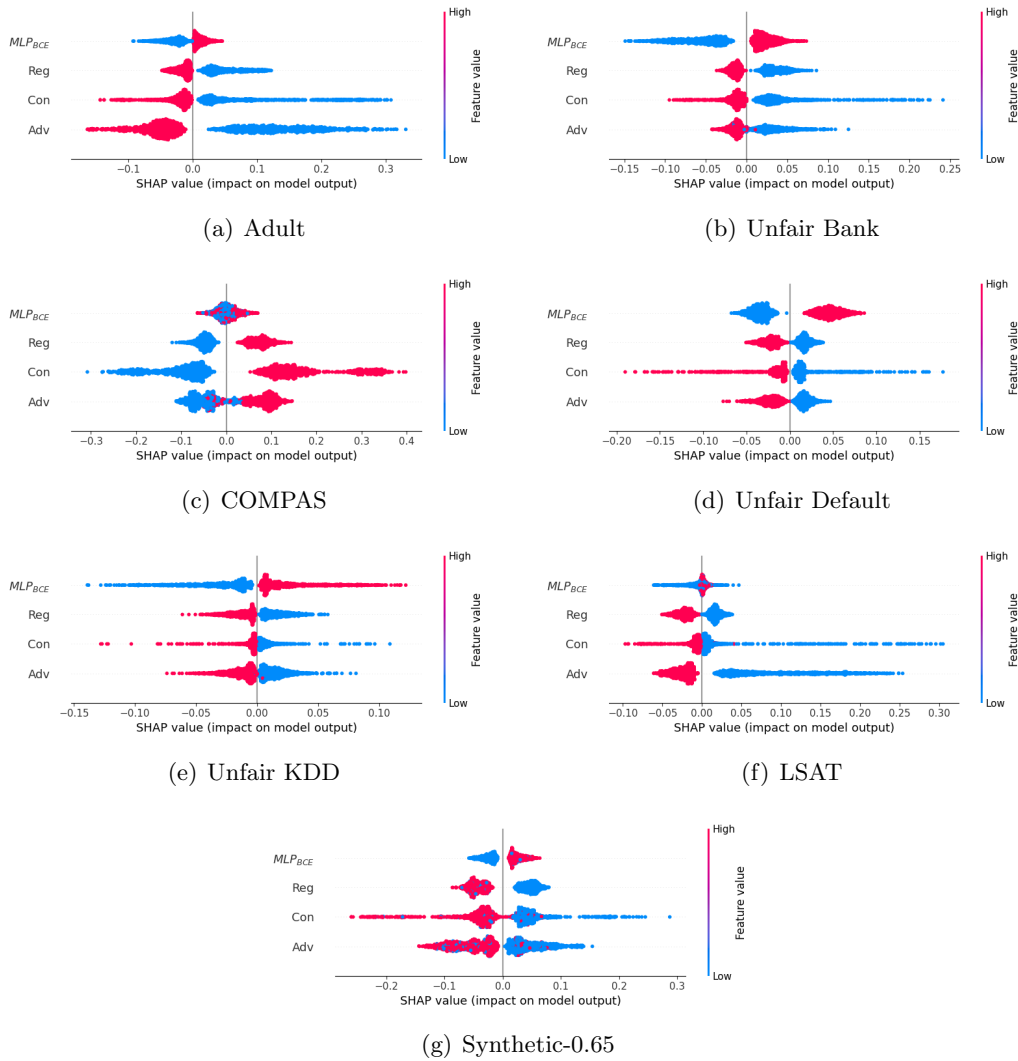 High
MLP_BCE
Reg
Con
Adv
Feature value
Low
−0.1 0.0 0.1 0.2 0.3
SHAP value (impact on model output)
(a) Adult
High
MLP_BCE
Reg
Con
Adv
Feature value
Low
−0.15 −0.10 −0.05 0.00 0.05 0.10 0.15 0.20 0.25
SHAP value (impact on model output)
(b) Unfair Bank
High
MLP_BCE
Reg
Con
Adv
Feature value
Low
−0.3 −0.2 −0.1 0.0 0.1 0.2 0.3 0.4
SHAP value (impact on model output)
(c) COMPAS
High
MLP_BCE
Reg
Con
Adv
Feature value
Low
−0.20 −0.15 −0.10 −0.05 0.00 0.05 0.10 0.15
SHAP value (impact on model output)
(d) Unfair Default
High
MLP_BCE
Reg
Con
Adv
Feature value
Low
−0.15 −0.10 −0.05 0.00 0.05 0.10
SHAP value (impact on model output)
(e) Unfair KDD
High
MLP_BCE
Reg
Con
Adv
Feature value
Low
−0.10 −0.05 0.00 0.05 0.10 0.15 0.20 0.25 0.30
SHAP value (impact on model output)
(f) LSAT
High
MLP_BCE
Reg
Con
Adv
Feature value
Low
−0.2 −0.1 0.0 0.1 0.2 0.3
SHAP value (impact on model output)
(g) Synthetic-0.65